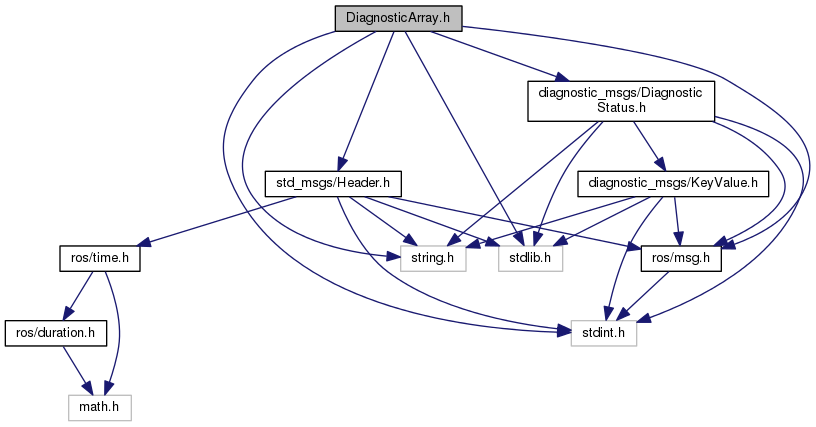 DiagnosticArray.h
diagnostic_msgs/Diagnostic
Status.h
std_msgs/Header.h
diagnostic_msgs/KeyValue.h
ros/time.h
string.h
stdlib.h
ros/msg.h
ros/duration.h
stdint.h
math.h